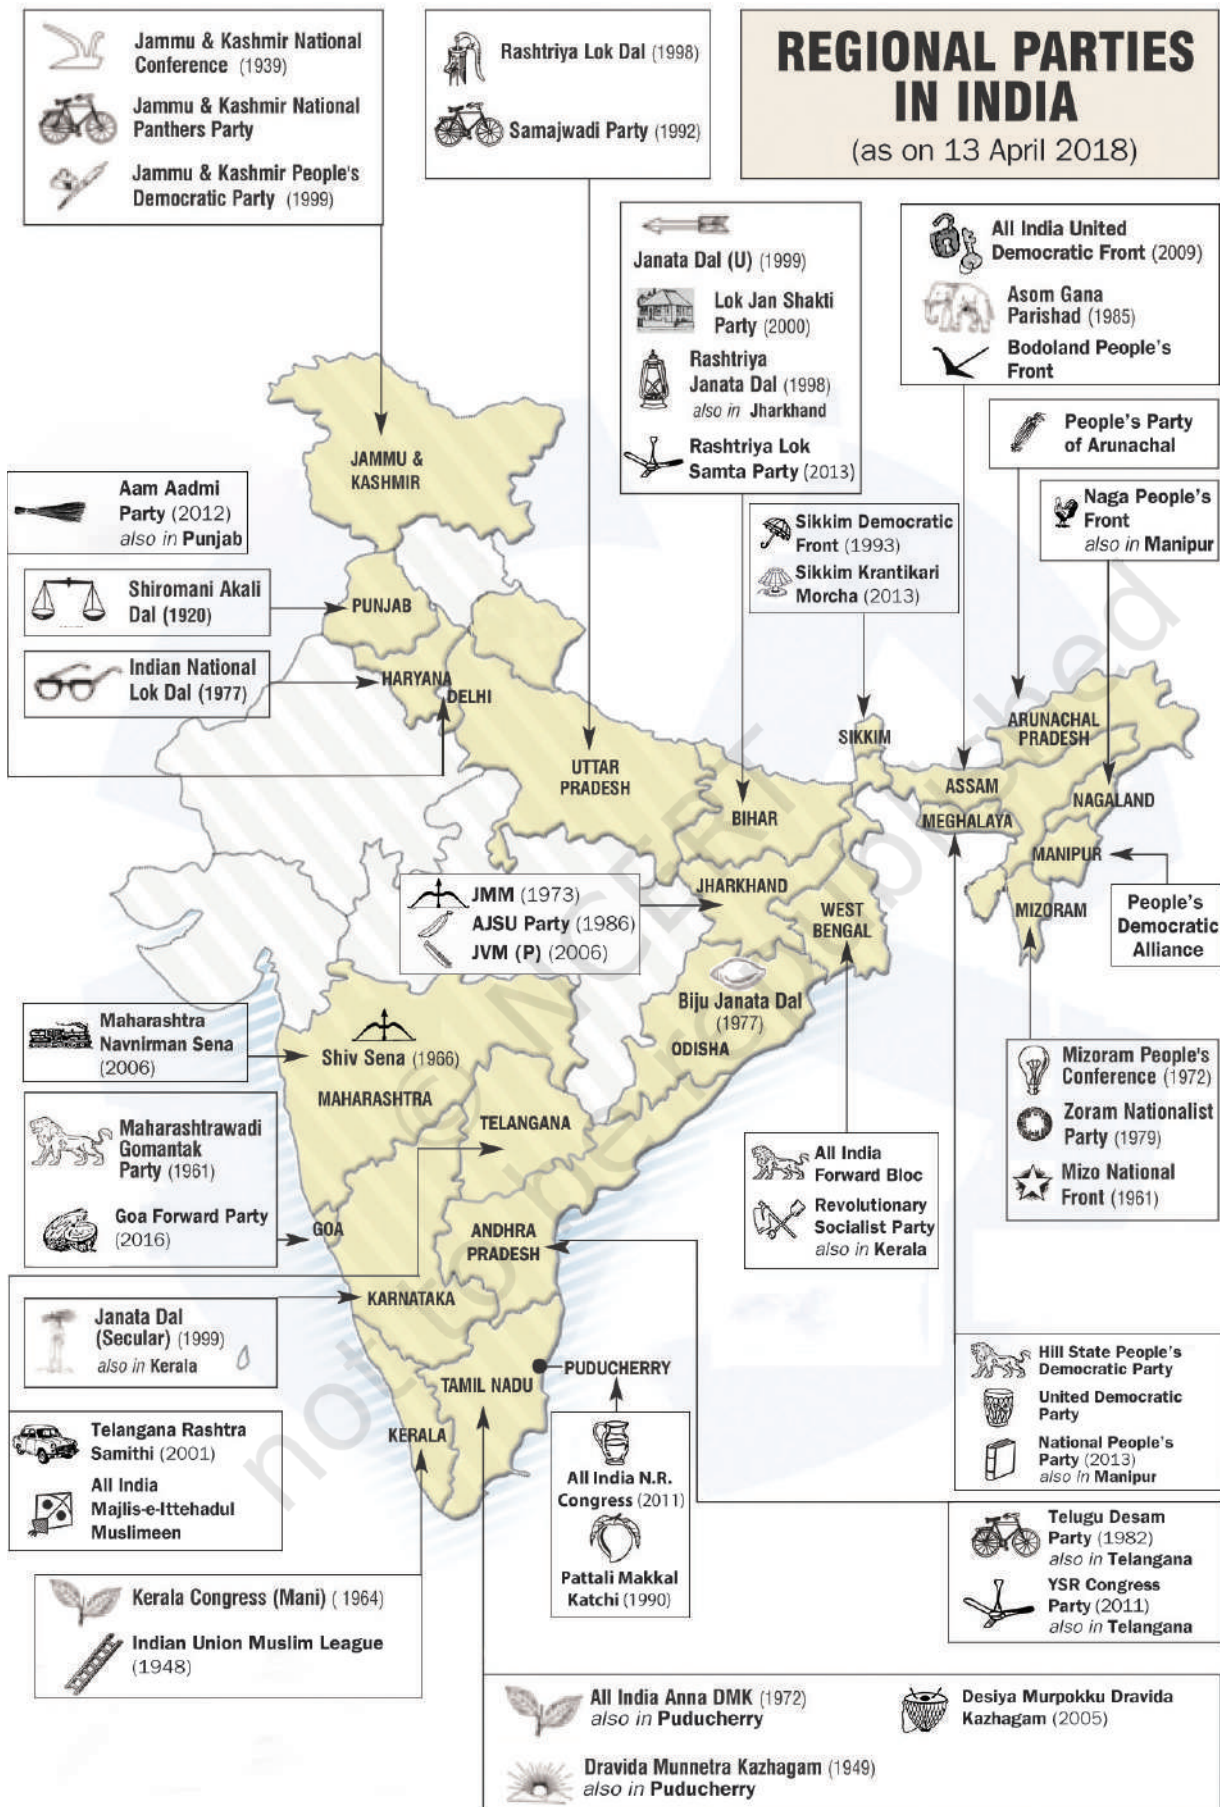 REGIONAL PARTIES
IN INDIA
(as on 13 April 2018)
Jammu & Kashmir National
Conference (1939)
Jammu & Kashmir National
Panthers Party
Jammu & Kashmir People's
Democratic Party (1999)
Rashtriya Lok Dal (1998)
Samajwadi Party (1992)
Janata Dal (U) (1999)
Lok Jan Shakti
Party (2000)
Rashtriya
Janata Dal (1998)
also in Jharkhand
Rashtriya Lok
Samta Party (2013)
All India United
Democratic Front (2009)
Asom Gana
Parishad (1985)
Bodoland People's
Front
People's Party
of Arunachal
Naga People's
Front
also in Manipur
Aam Aadmi
Party (2012)
also in Punjab
Sikkim Democratic
Front (1993)
Sikkim Krantikari
Morcha (2013)
Shiromani Akali
Dal (1920)
Indian National
Lok Dal (1977)
JAMMU &
KASHMIR
PUNJAB
HARYANA
DELHI
UTTAR
PRADESH
BIHAR
SIKKIM
ARUNACHAL
PRADESH
ASSAM
NAGALAND
MEGHALAYA
MANIPUR
MIZORAM
JHARKHAND
WEST
BENGAL
People's
Democratic
Alliance
JMM (1973)
AJSU Party (1986)
JVM (P) (2006)
Biju Janata Dal
(1977)
ODISHA
Maharashtra
Navnirman Sena
(2006)
Shiv Sena (1966)
MAHARASHTRA
TELANGANA
Mizoram People's
Conference (1972)
Zoram Nationalist
Party (1979)
Mizo National
Front (1961)
Maharashtrawadi
Gomantak
Party (1961)
Goa Forward Party
(2016)
GOA
ANDHRA
PRADESH
KARNATAKA
All India
Forward Bloc
Revolutionary
Socialist Party
also in Kerala
Janata Dal
(Secular) (1999)
also in Kerala
PUDUCHERRY
TAMIL NADU
KERALA
Hill State People's
Democratic Party
United Democratic
Party
National People's
Party (2013)
also in Manipur
Telangana Rashtra
Samithi (2001)
All India
Majlis-e-Ittehadul
Muslimeen
All India N.R.
Congress (2011)
Pattali Makkal
Katchi (1990)
Telugu Desam
Party (1982)
also in Telangana
YSR Congress
Party (2011)
also in Telangana
Kerala Congress (Mani) ( 1964)
Indian Union Muslim League
(1948)
All India Anna DMK (1972)
also in Puducherry
Desiya Murpokku Dravida
Kazhagam (2005)
Dravida Munnetra Kazhagam (1949)
also in Puducherry
© NCERT
not to be republished